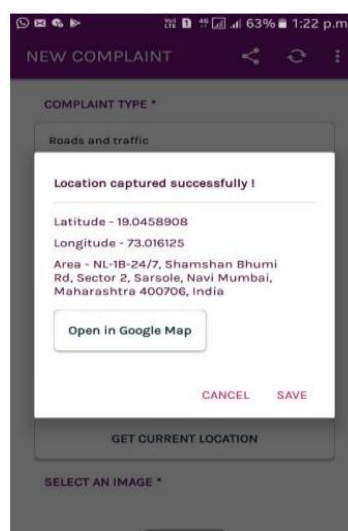 63% 1:22 p.m
NEW COMPLAINT
COMPLAINT TYPE *
Roads and traffic
Location captured successfully !
Latitude - 19.0458908
Longitude - 73.016125
Area - NL-1B-24/7, Shamshan Bhumi
Rd, Sector 2, Sarsole, Navi Mumbai,
Maharashtra 400706, India
Open in Google Map
CANCEL SAVE
GET CURRENT LOCATION
SELECT AN IMAGE *